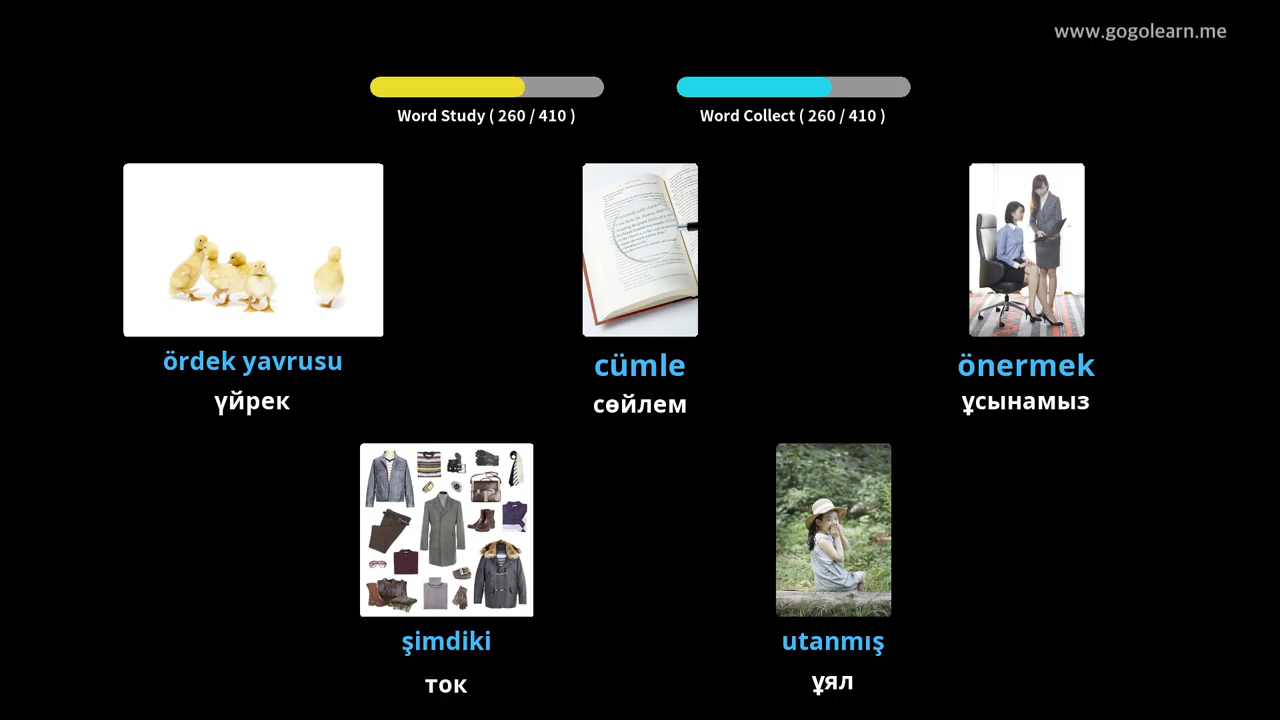 www.gogolearn.me
Word Study ( 260 / 410 )
Word Collect ( 260 / 410 )
ördek yavrusu
үйрек
cümle
сөйлем
önermek
ұсынамыз
şimdiki
ток
utanmış
ұял